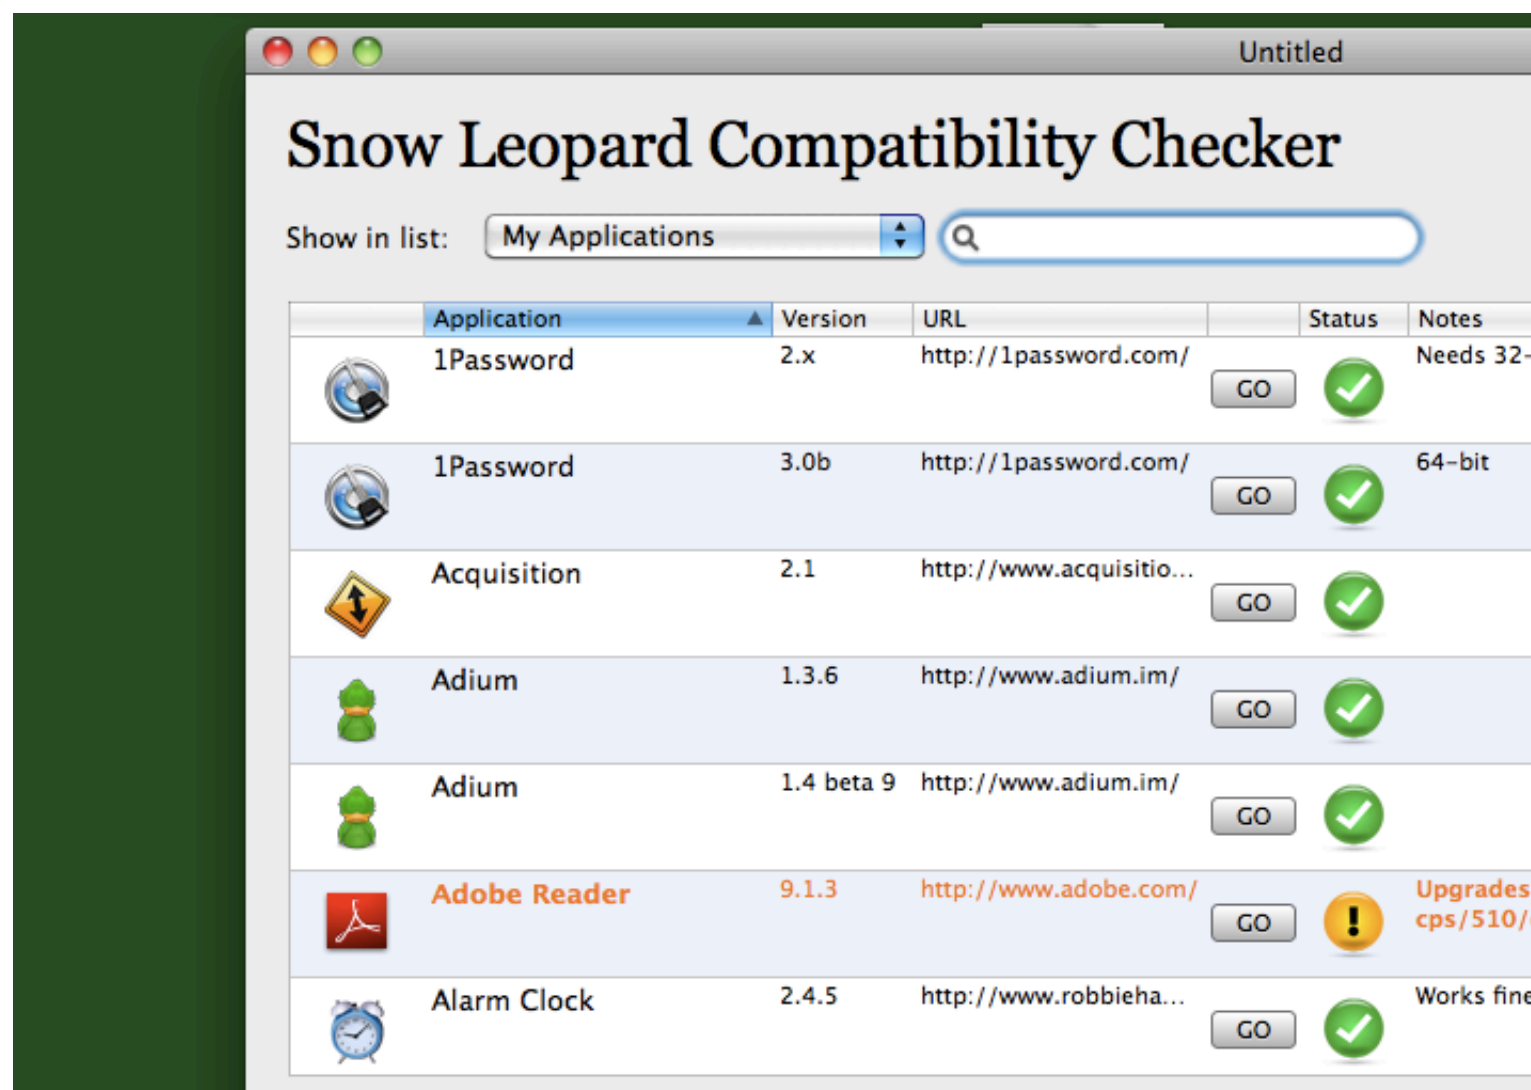 Untitled
Snow Leopard Compatibility Checker
Show in list: My Applications
Application Version URL Status Notes
1Password 2.x http://1password.com/ GO Needs 32-
1Password 3.0b http://1password.com/ GO 64-bit
Acquisition 2.1 http://www.acquisitio... GO
Adium 1.3.6 http://www.adium.im/ GO
Adium 1.4 beta 9 http://www.adium.im/ GO
Adobe Reader 9.1.3 http://www.adobe.com/ GO Upgrades
cps/510/
Alarm Clock 2.4.5 http://www.robbieha... GO Works fine